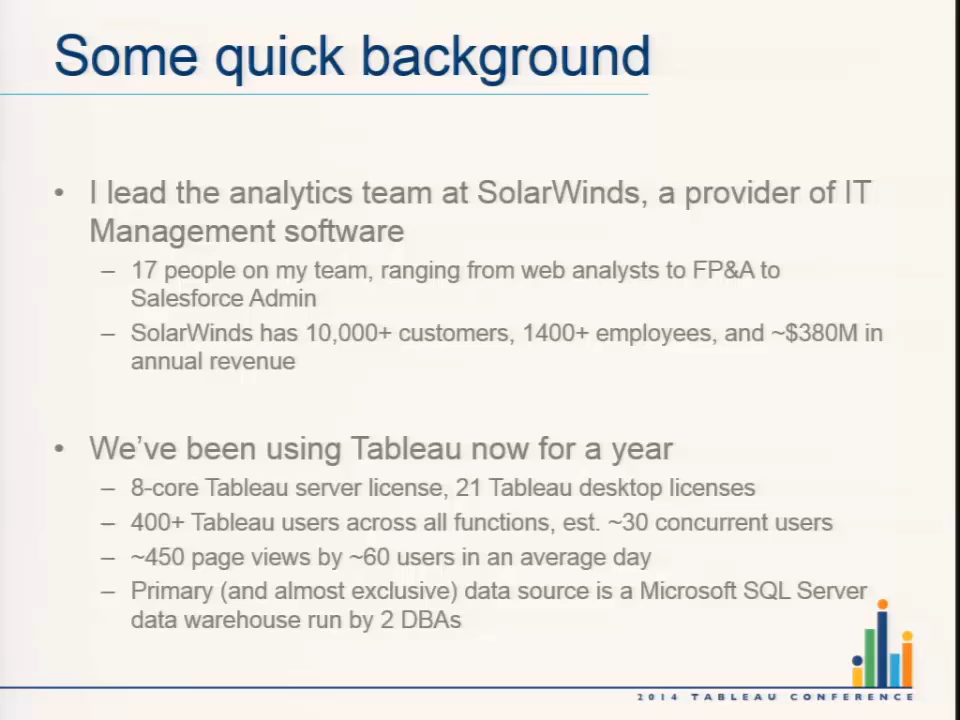 Some quick background
• I lead the analytics team at SolarWinds, a provider of IT
Management software
– 17 people on my team, ranging from web analysts to FP&A to
Salesforce Admin
– SolarWinds has 10,000+ customers, 1400+ employees, and ~$380M in
annual revenue
• We’ve been using Tableau now for a year
– 8-core Tableau server license, 21 Tableau desktop licenses
– 400+ Tableau users across all functions, est. ~30 concurrent users
– ~450 page views by ~60 users in an average day
– Primary (and almost exclusive) data source is a Microsoft SQL Server
data warehouse run by 2 DBAs
2014 TABLEAU CONFERENCE